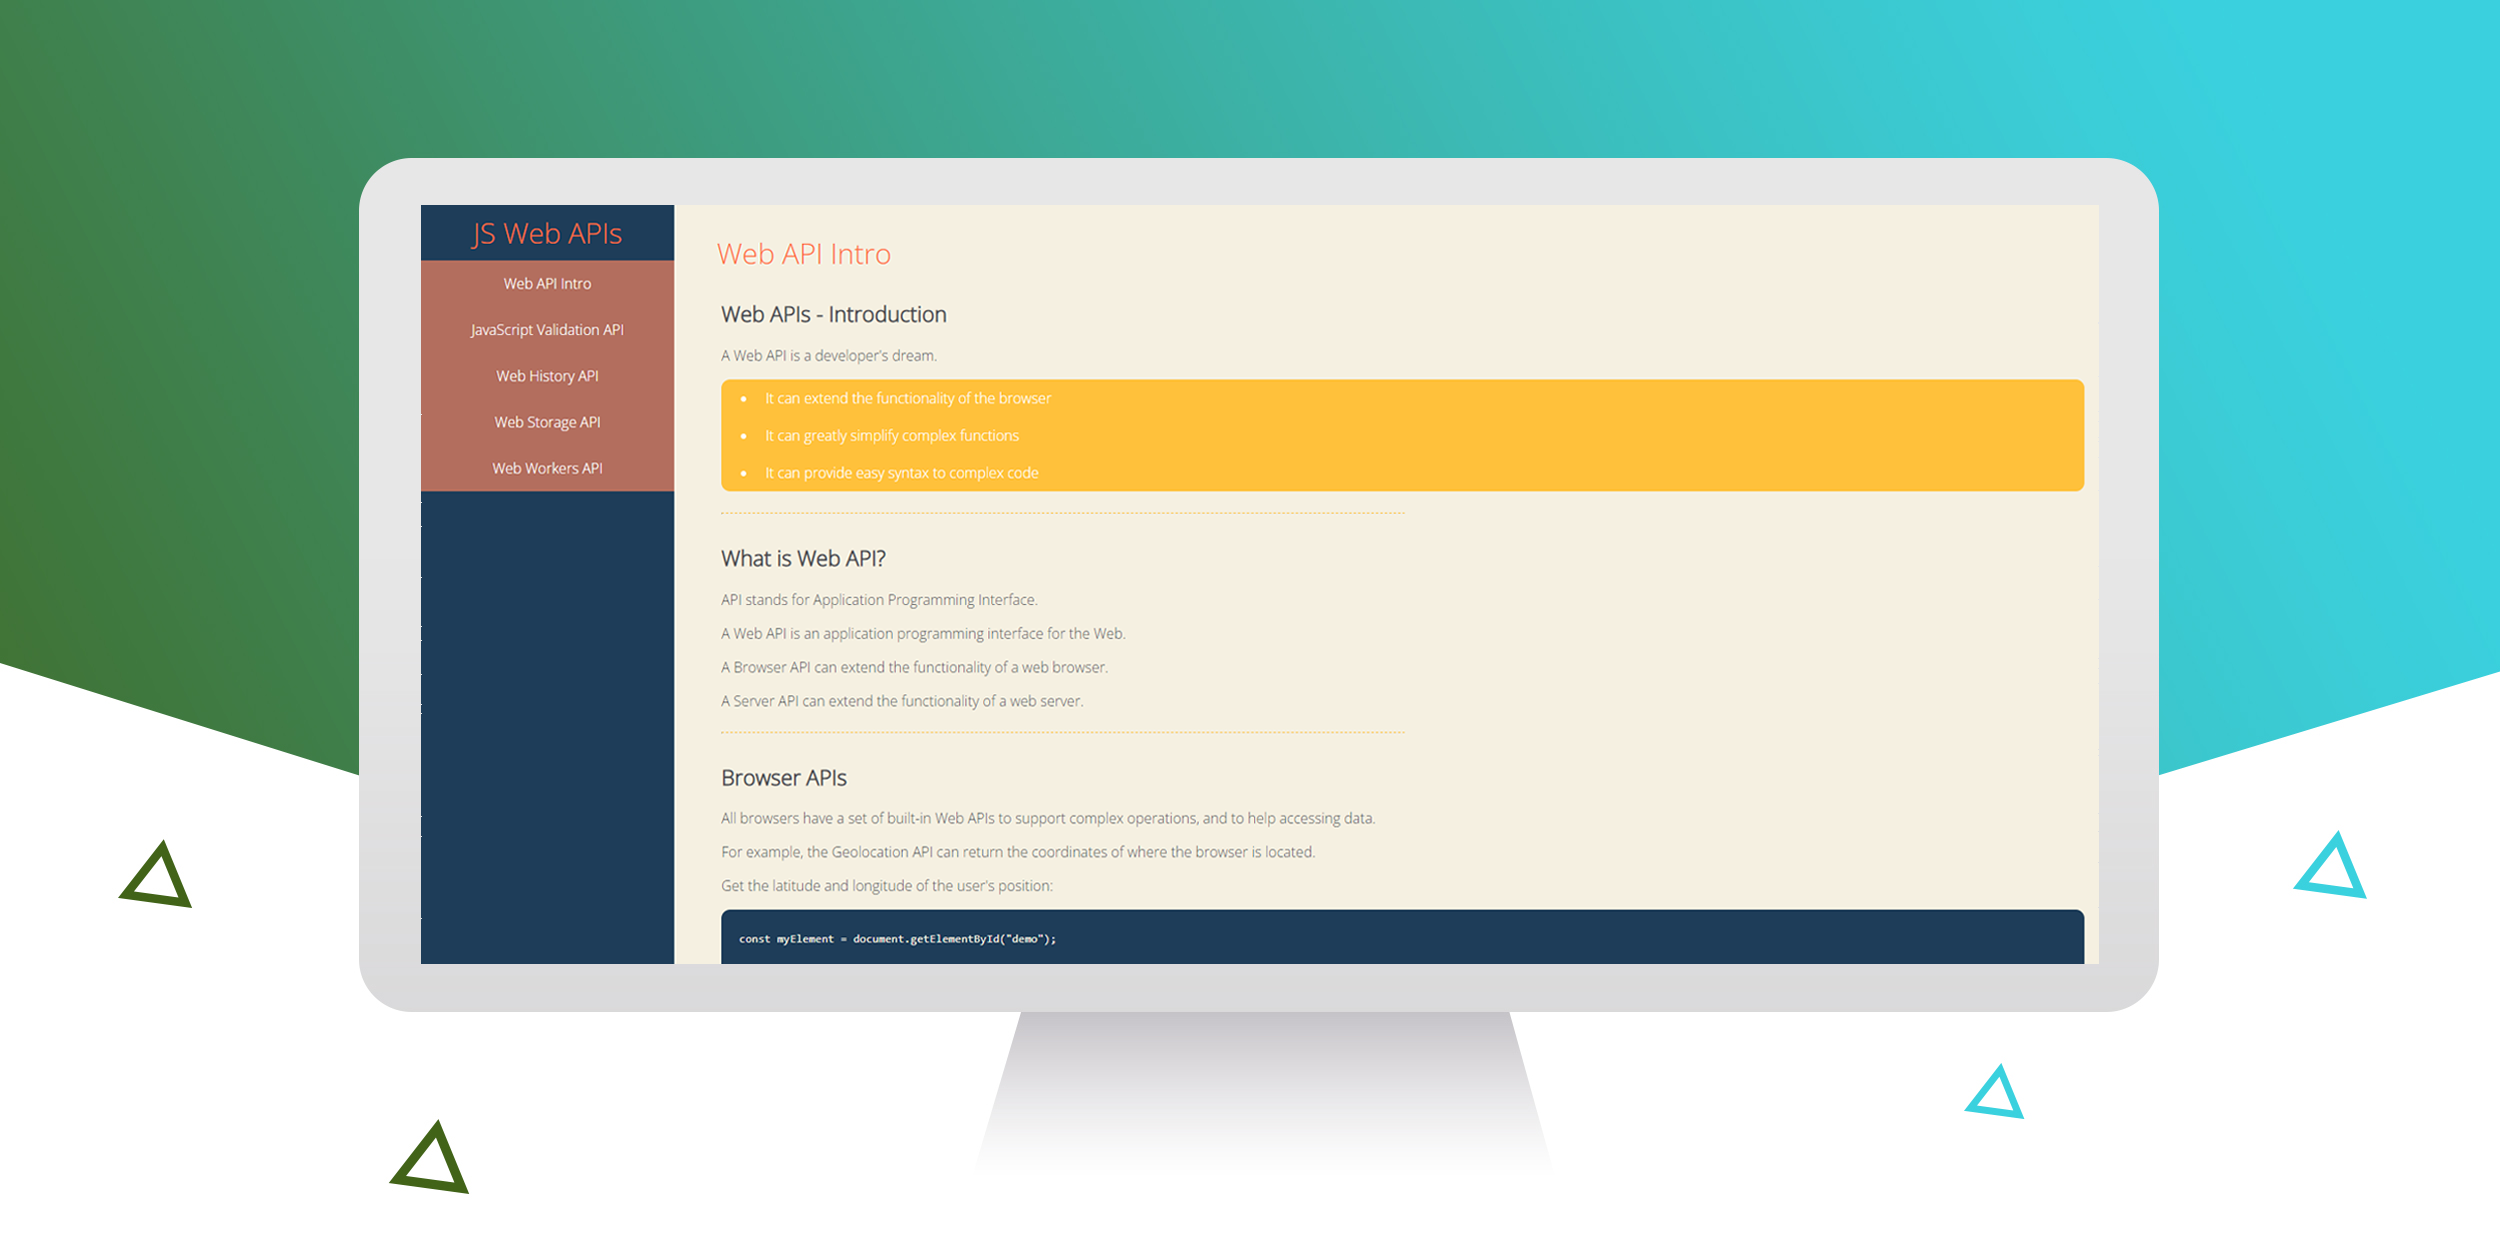 JS Web APIs
Web API Intro
JavaScript Validation API
Web History API
Web Storage API
Web Workers API
Web API Intro
Web APIs - Introduction
A Web API is a developer's dream.
It can extend the functionality of the browser
It can greatly simplify complex functions
It can provide easy syntax to complex code
What is Web API?
API stands for Application Programming Interface.
A Web API is an application programming interface for the Web.
A Browser API can extend the functionality of a web browser.
A Server API can extend the functionality of a web server.
Browser APIs
All browsers have a set of built-in Web APIs to support complex operations, and to help accessing data.
For example, the Geolocation API can return the coordinates of where the browser is located.
Get the latitude and longitude of the user's position:
const myElement = document.getElementById("demo");